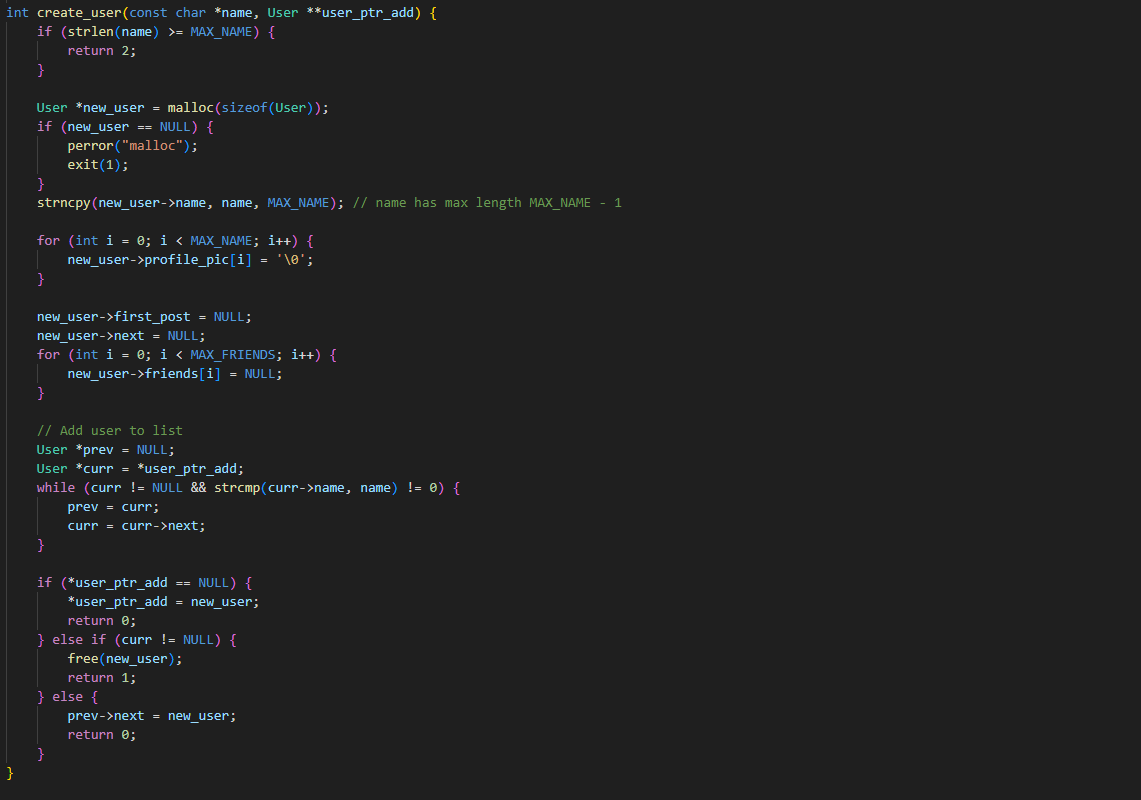 int create_user(const char *name, User **user_ptr_add) {
    if (strlen(name) >= MAX_NAME) {
        return 2;
    }

    User *new_user = malloc(sizeof(User));
    if (new_user == NULL) {
        perror("malloc");
        exit(1);
    }
    strncpy(new_user->name, name, MAX_NAME); // name has max length MAX_NAME - 1

    for (int i = 0; i < MAX_NAME; i++) {
        new_user->profile_pic[i] = '\0';
    }

    new_user->first_post = NULL;
    new_user->next = NULL;
    for (int i = 0; i < MAX_FRIENDS; i++) {
        new_user->friends[i] = NULL;
    }

    // Add user to list
    User *prev = NULL;
    User *curr = *user_ptr_add;
    while (curr != NULL && strcmp(curr->name, name) != 0) {
        prev = curr;
        curr = curr->next;
    }

    if (*user_ptr_add == NULL) {
        *user_ptr_add = new_user;
        return 0;
    } else if (curr != NULL) {
        free(new_user);
        return 1;
    } else {
        prev->next = new_user;
        return 0;
    }
}